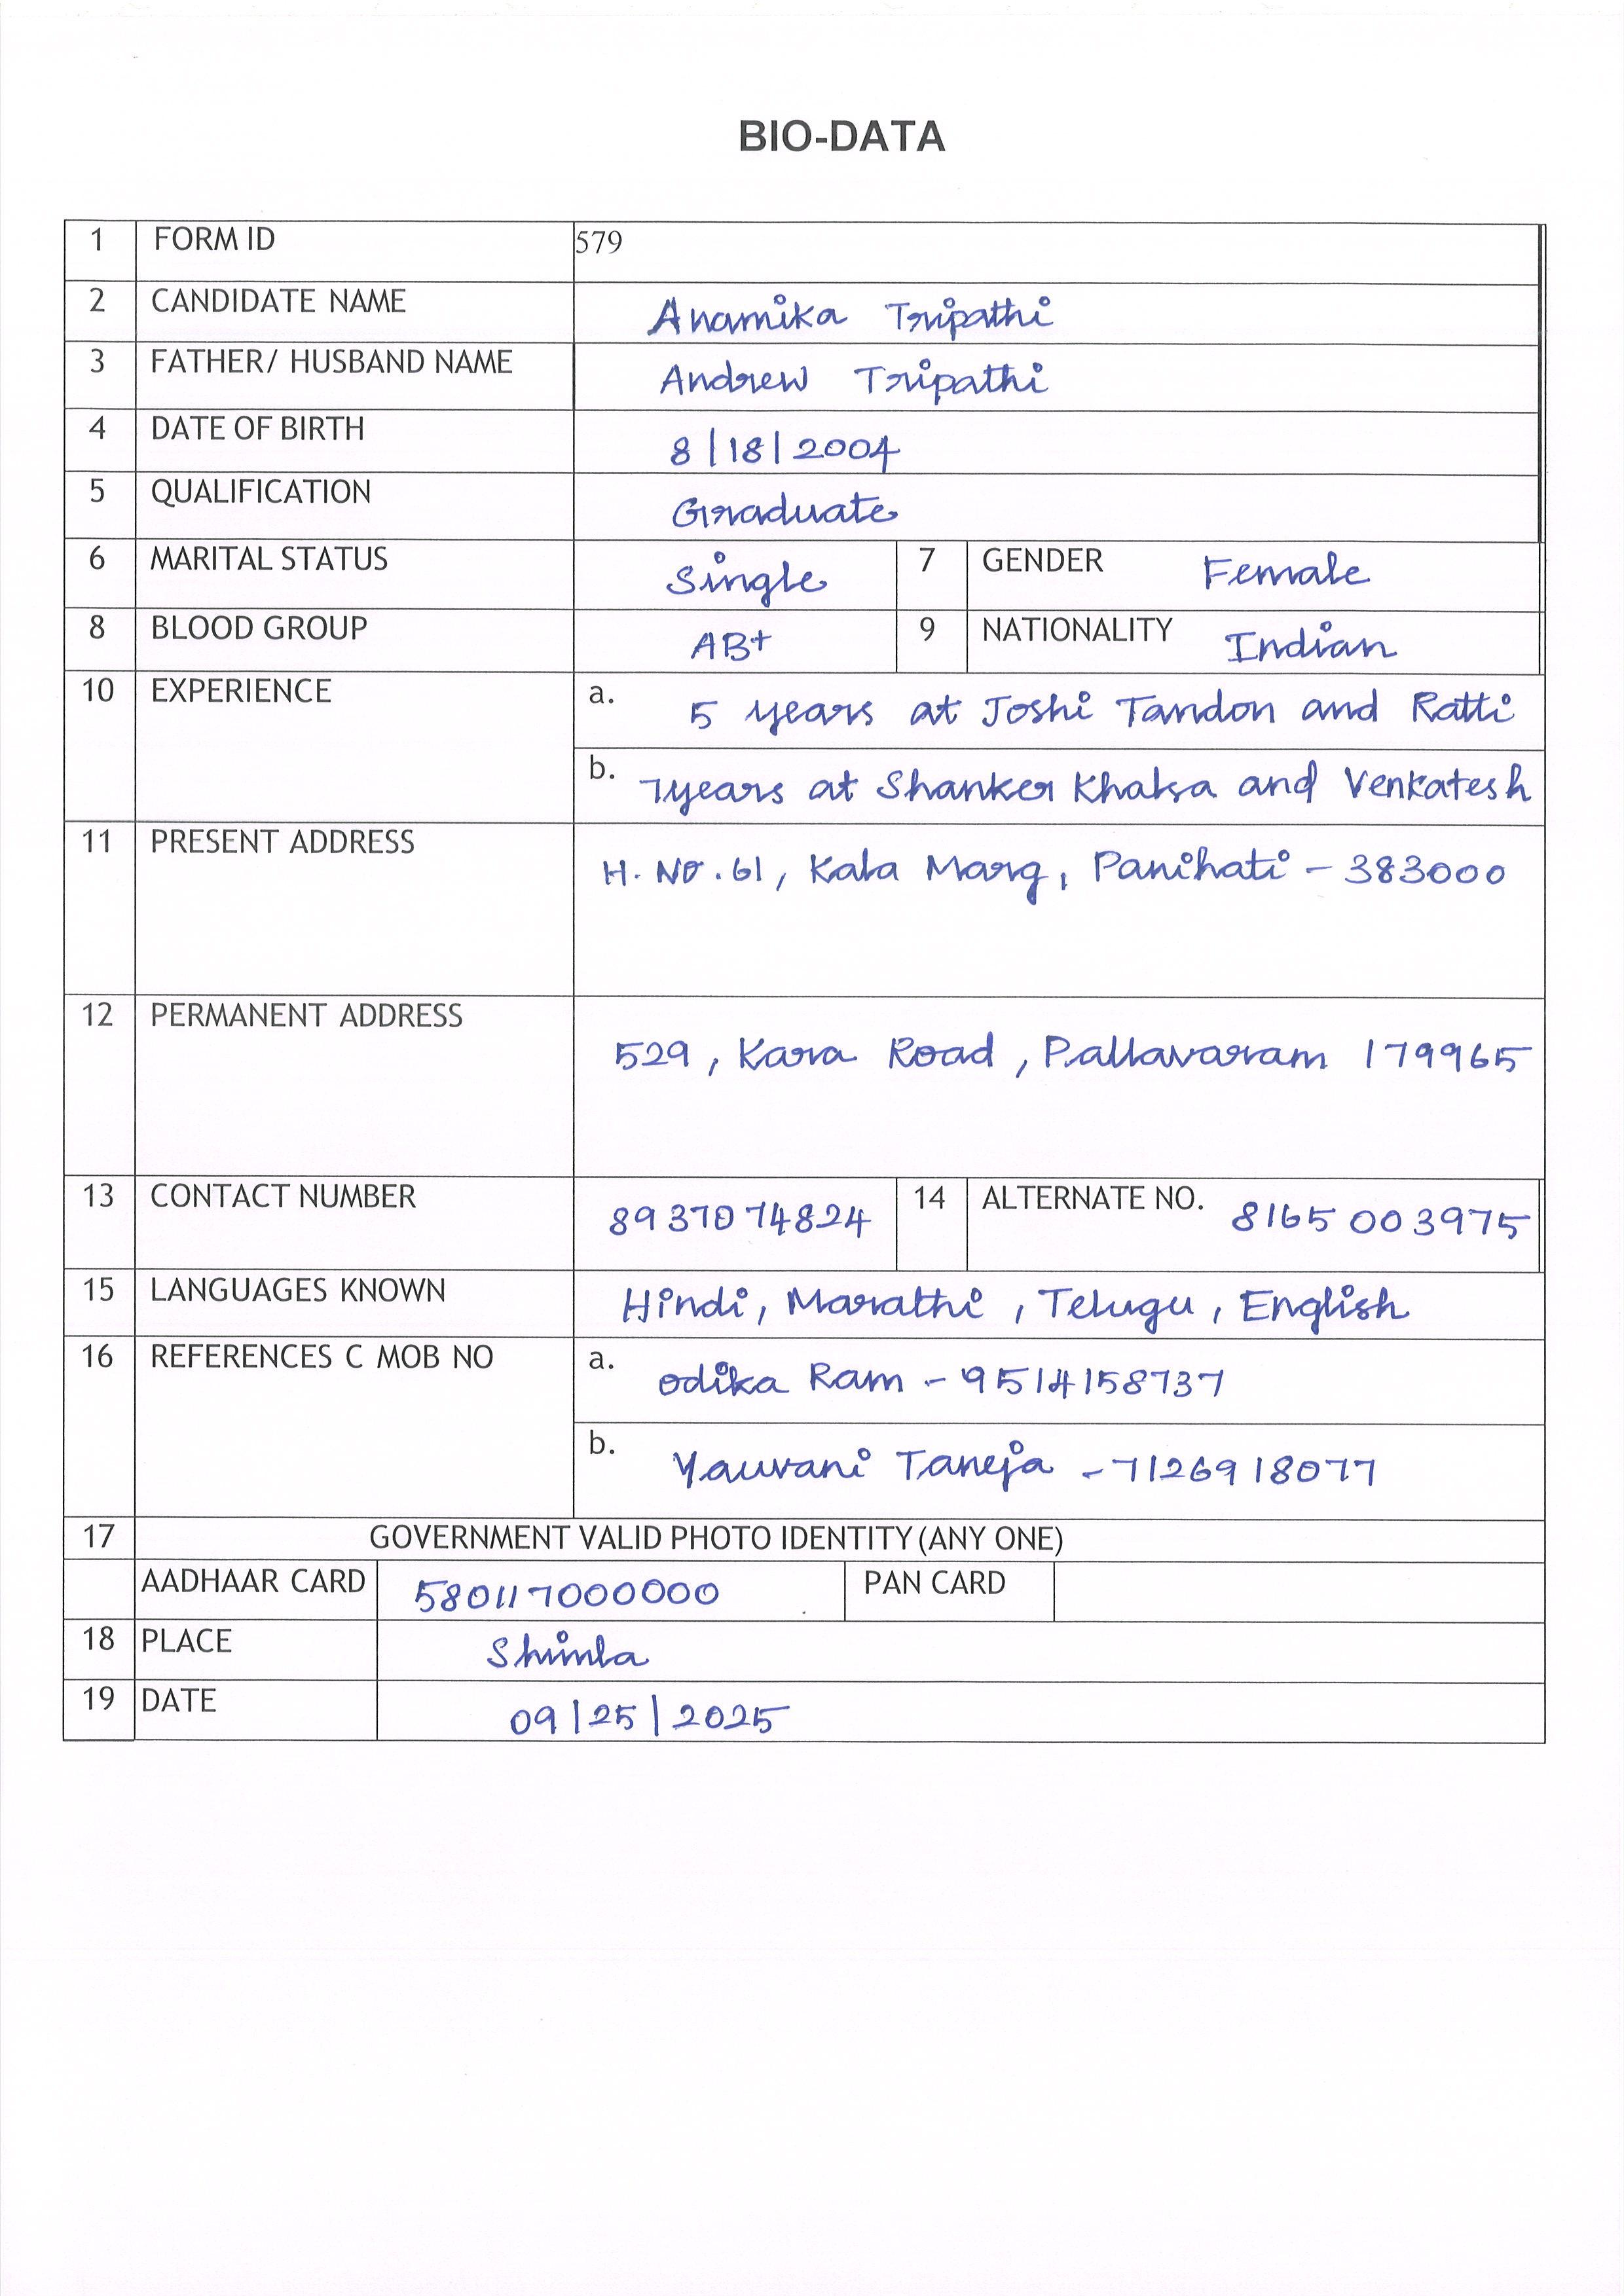 BIO-DATA
1 FORM ID 579
2 CANDIDATE NAME Anamika Tripathi
3 FATHER/ HUSBAND NAME Andrew Tripathi
4 DATE OF BIRTH 8|18|2004
5 QUALIFICATION Graduate
6 MARITAL STATUS Single 7 GENDER Female
8 BLOOD GROUP AB+ 9 NATIONALITY Indian
10 EXPERIENCE a. 5 years at Joshi Tandon and Ratti
b. 7years at Shanker Khalsa and Venkatesh
11 PRESENT ADDRESS H. No. 61, Kala Marg, Panihati - 383000
12 PERMANENT ADDRESS 529, Kara Road, Pallavaram 179965
13 CONTACT NUMBER 8937074824 14 ALTERNATE NO. 8165003975
15 LANGUAGES KNOWN Hindi, Marathi, Telugu, English
16 REFERENCES C MOB NO a. Odika Ram - 9514158737
b. Yauvani Taneja - 7126918077
17 GOVERNMENT VALID PHOTO IDENTITY (ANY ONE)
AADHAAR CARD 580117000000 PAN CARD
18 PLACE Shimla
19 DATE 09|25|2025